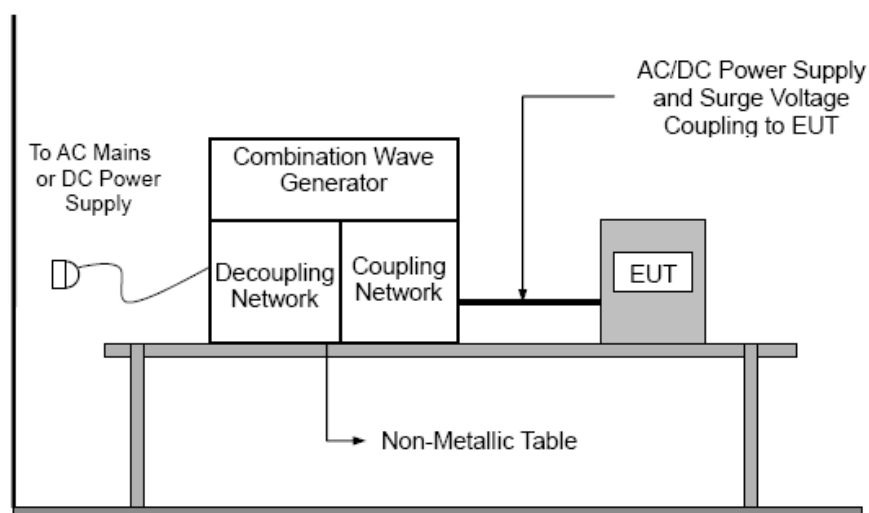 AC/DC Power Supply
and Surge Voltage
Coupling to EUT
To AC Mains
or DC Power
Supply
Combination Wave
Generator
Decoupling
Network
Coupling
Network
EUT
Non-Metallic Table